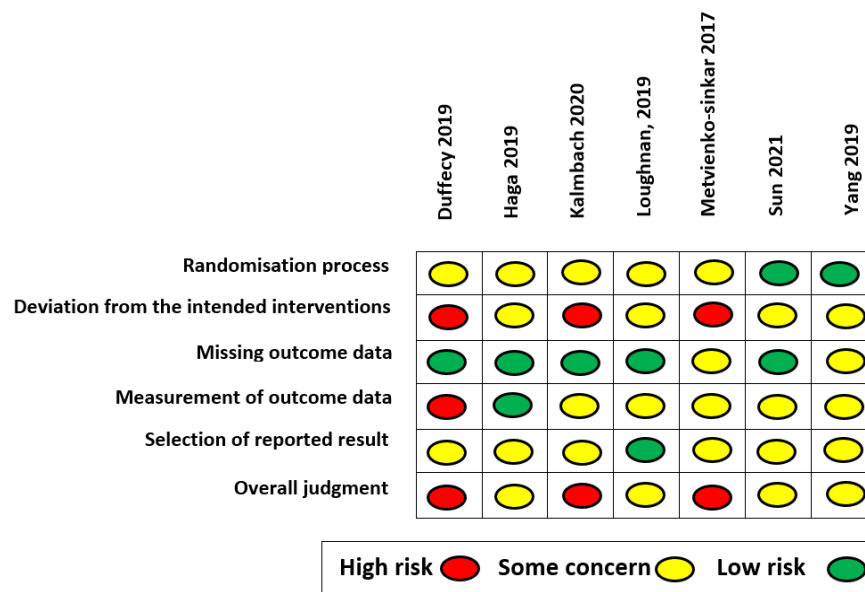 Duffecy 2019
Haga 2019
Kalmbach 2020
Loughnan, 2019
Metvienko-sinkar 2017
Sun 2021
Yang 2019
Randomisation process
Deviation from the intended interventions
Missing outcome data
Measurement of outcome data
Selection of reported result
Overall judgment
High risk Some concern Low risk